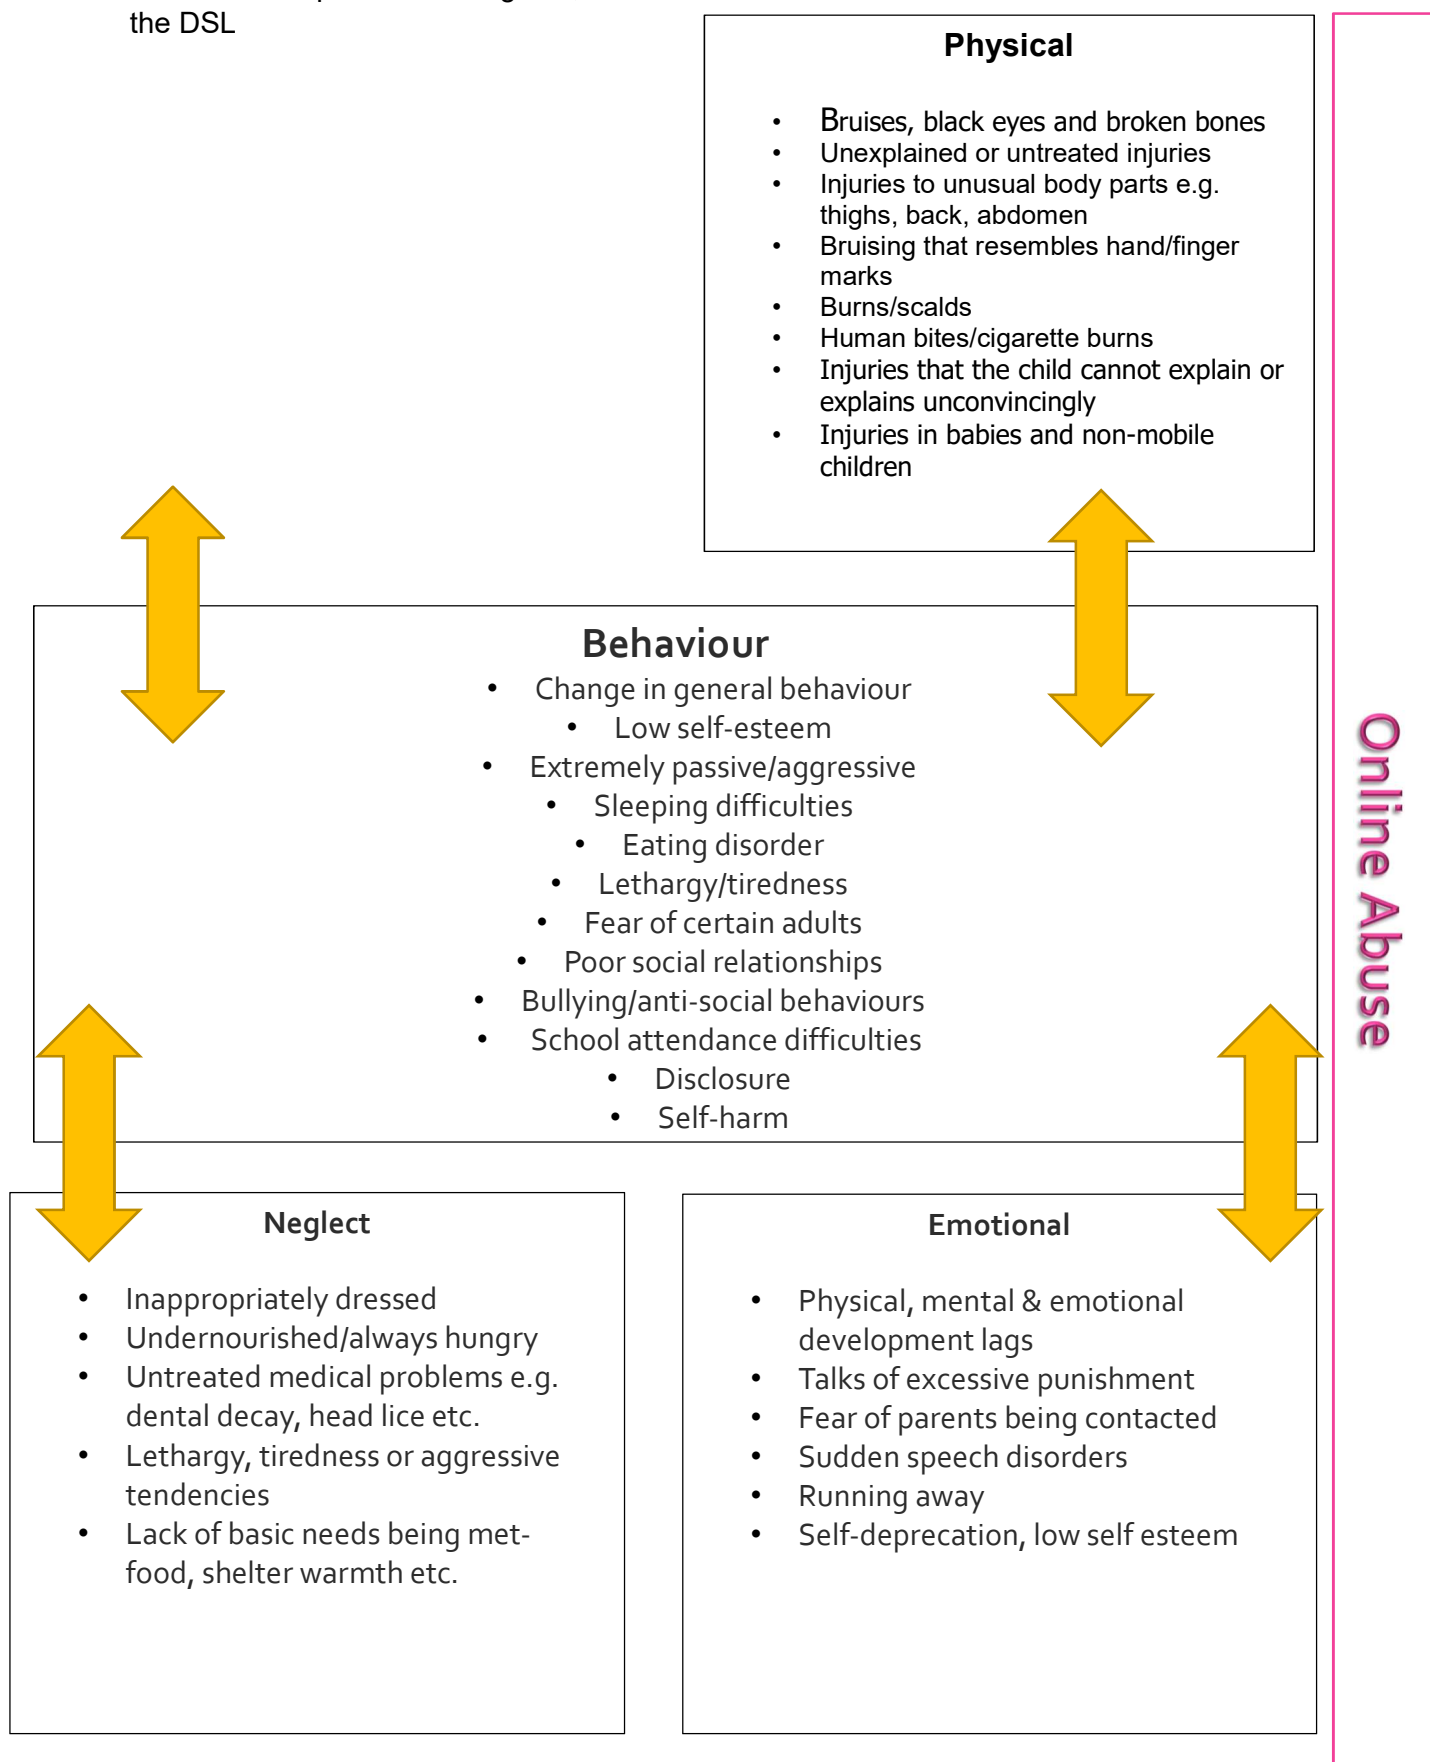 the DSL
Physical
• Bruises, black eyes and broken bones
• Unexplained or untreated injuries
• Injuries to unusual body parts e.g.
thighs, back, abdomen
• Bruising that resembles hand/finger
marks
• Burns/scalds
• Human bites/cigarette burns
• Injuries that the child cannot explain or
explains unconvincingly
• Injuries in babies and non-mobile
children
Behaviour
• Change in general behaviour
• Low self-esteem
• Extremely passive/aggressive
• Sleeping difficulties
• Eating disorder
• Lethargy/tiredness
• Fear of certain adults
• Poor social relationships
• Bullying/anti-social behaviours
• School attendance difficulties
• Disclosure
• Self-harm
Online Abuse
Neglect
• Inappropriately dressed
• Undernourished/always hungry
• Untreated medical problems e.g.
dental decay, head lice etc.
• Lethargy, tiredness or aggressive
tendencies
• Lack of basic needs being met-
food, shelter warmth etc.
Emotional
• Physical, mental & emotional
development lags
• Talks of excessive punishment
• Fear of parents being contacted
• Sudden speech disorders
• Running away
• Self-deprecation, low self esteem